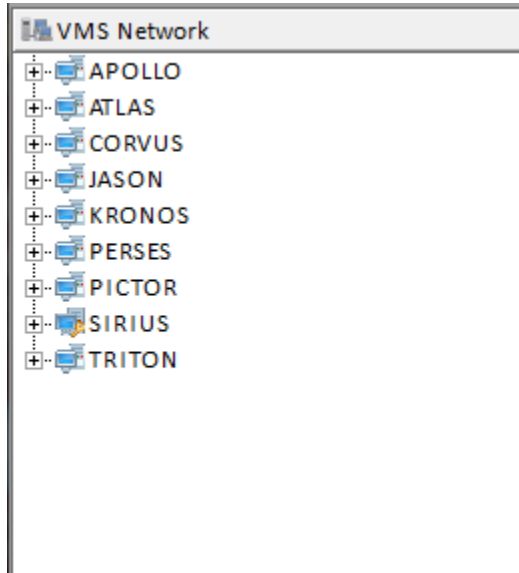 VMS Network
APOLLO
ATLAS
CORVUS
JASON
KRONOS
PERSES
PICTOR
SIRIUS
TRITON